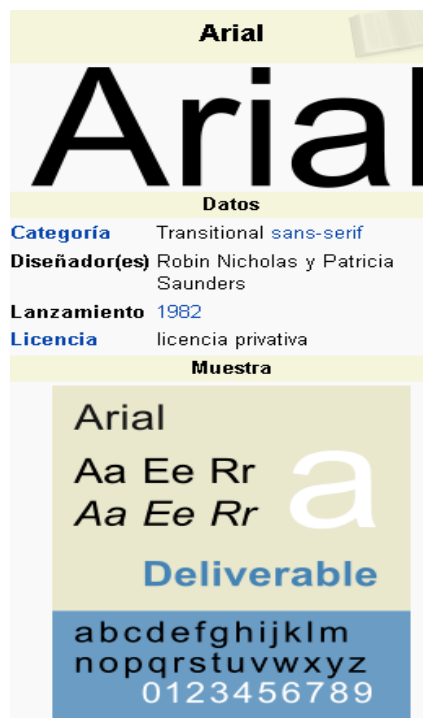 Arial
Arial
Datos
Categoría Transitional sans-serif
Diseñador(es) Robin Nicholas y Patricia
Saunders
Lanzamiento 1982
Licencia licencia privativa
Muestra
Arial
Aa Ee Rr
Aa Ee Rr
a
Deliverable
abcdefghijklm
nopqrstuvwxyz
0123456789